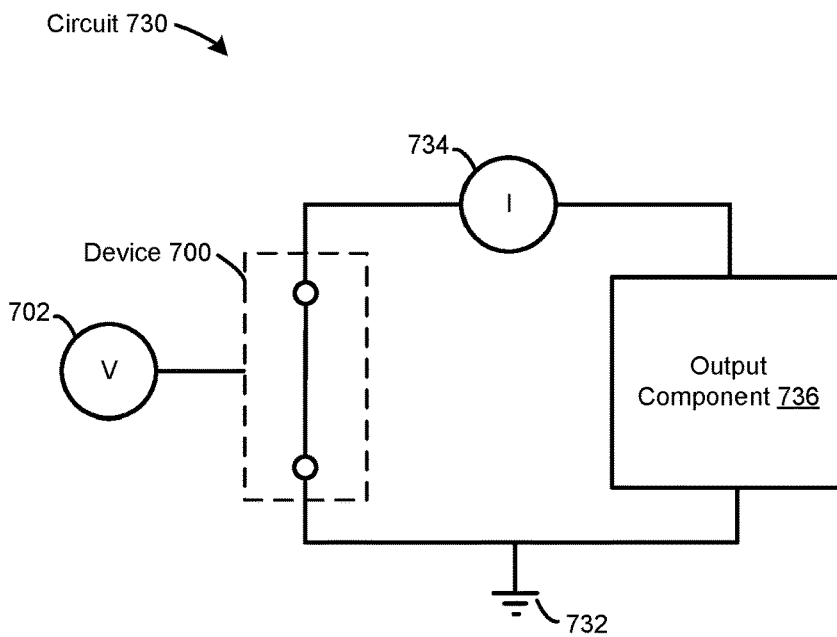 Circuit 730
734
I
Device 700
702
V
Output
Component 736
732